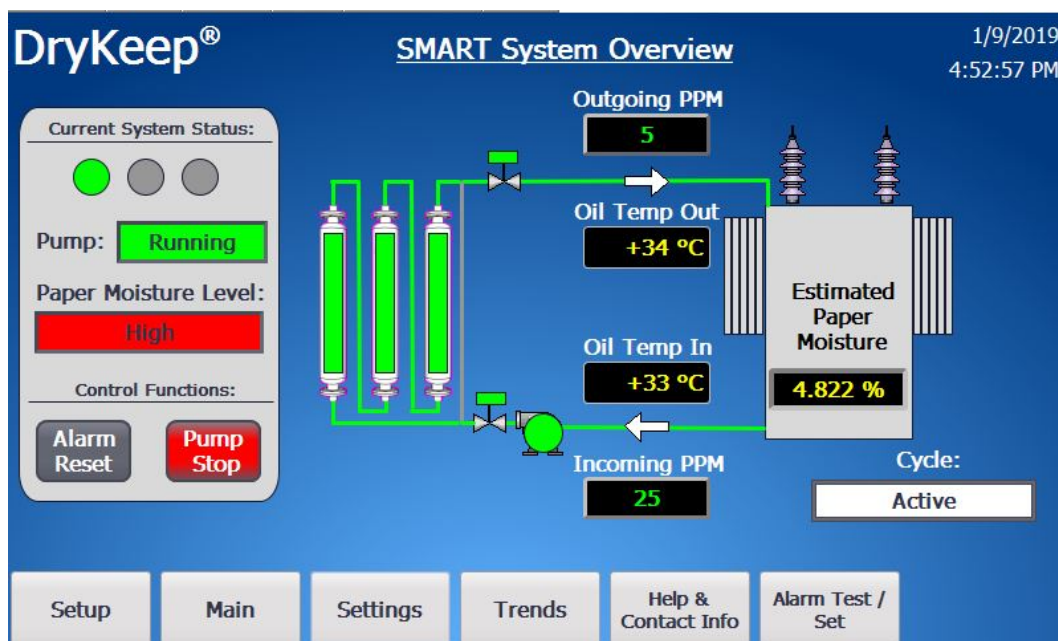 DryKeep®
SMART System Overview
1/9/2019
4:52:57 PM
Current System Status:
Pump:
Running
Paper Moisture Level:
High
Control Functions:
Alarm
Reset
Pump
Stop
Outgoing PPM
5
Oil Temp Out
+34 ºC
Oil Temp In
+33 ºC
Incoming PPM
25
Estimated
Paper
Moisture
4.822 %
Cycle:
Active
Setup
Main
Settings
Trends
Help &
Contact Info
Alarm Test /
Set